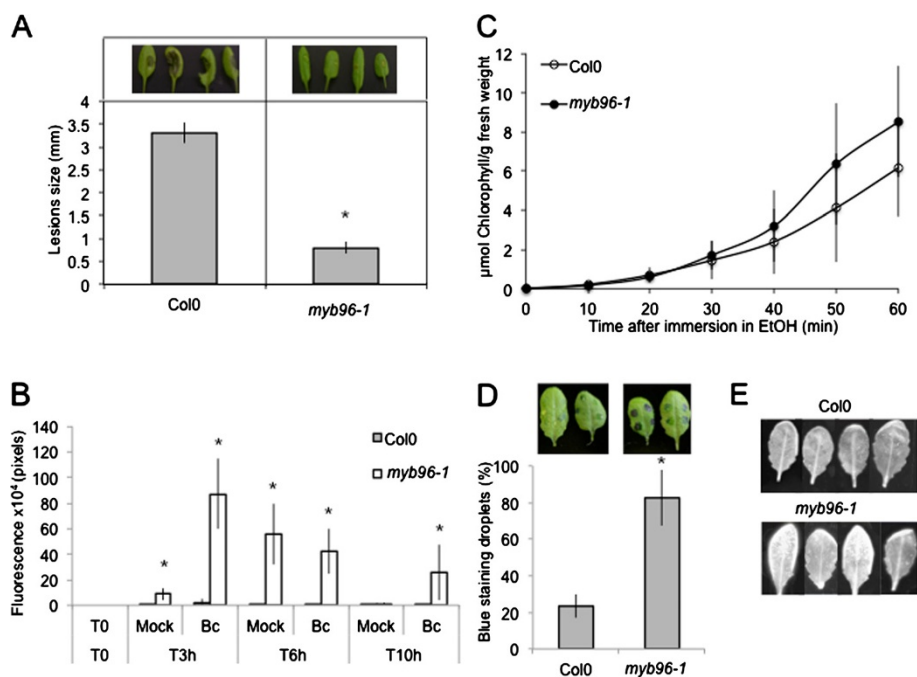 A
4
3.5
3
2.5
2
1.5
1
0.5
0
Lesions size (mm)
*
Col0
myb96-1
C
12
10
8
6
4
2
0
µmol Chlorophyll/g fresh weight
Col0
myb96-1
0 10 20 30 40 50 60
Time after immersion in EtOH (min)
B
140
120
100
80
60
40
20
0
Fluorescence x10⁴ (pixels)
Col0
myb96-1
* * * * *
T0 Mock Bc Mock Bc Mock Bc
T0 T3h T6h T10h
D
100
80
60
40
20
0
Blue staining droplets (%)
*
Col0
myb96-1
E
Col0
myb96-1